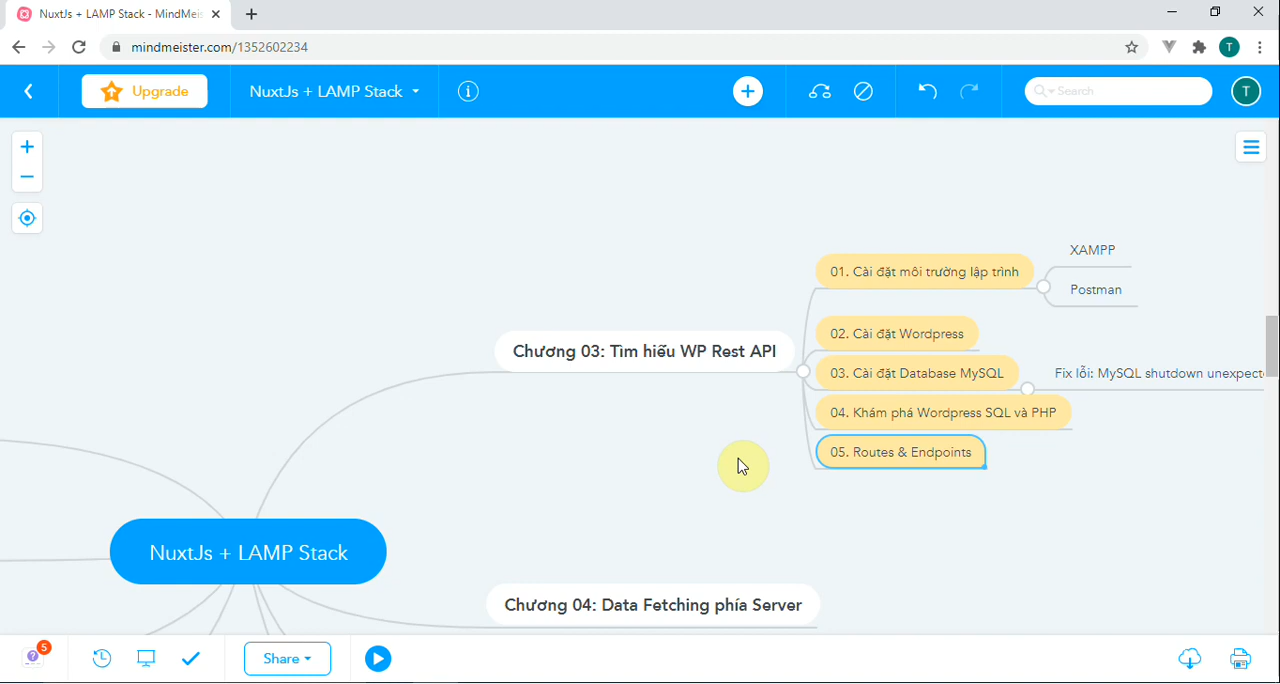 NuxtJs + LAMP Stack - MindMeis
mindmeister.com/1352602234
T
Upgrade
NuxtJs + LAMP Stack
Search
T
XAMPP
01. Cài đặt môi trường lập trình
Postman
02. Cài đặt Wordpress
Chương 03: Tìm hiểu WP Rest API
03. Cài đặt Database MySQL
Fix lỗi: MySQL shutdown unexpecte
04. Khám phá Wordpress SQL và PHP
05. Routes & Endpoints
NuxtJs + LAMP Stack
Chương 04: Data Fetching phía Server
5
Share